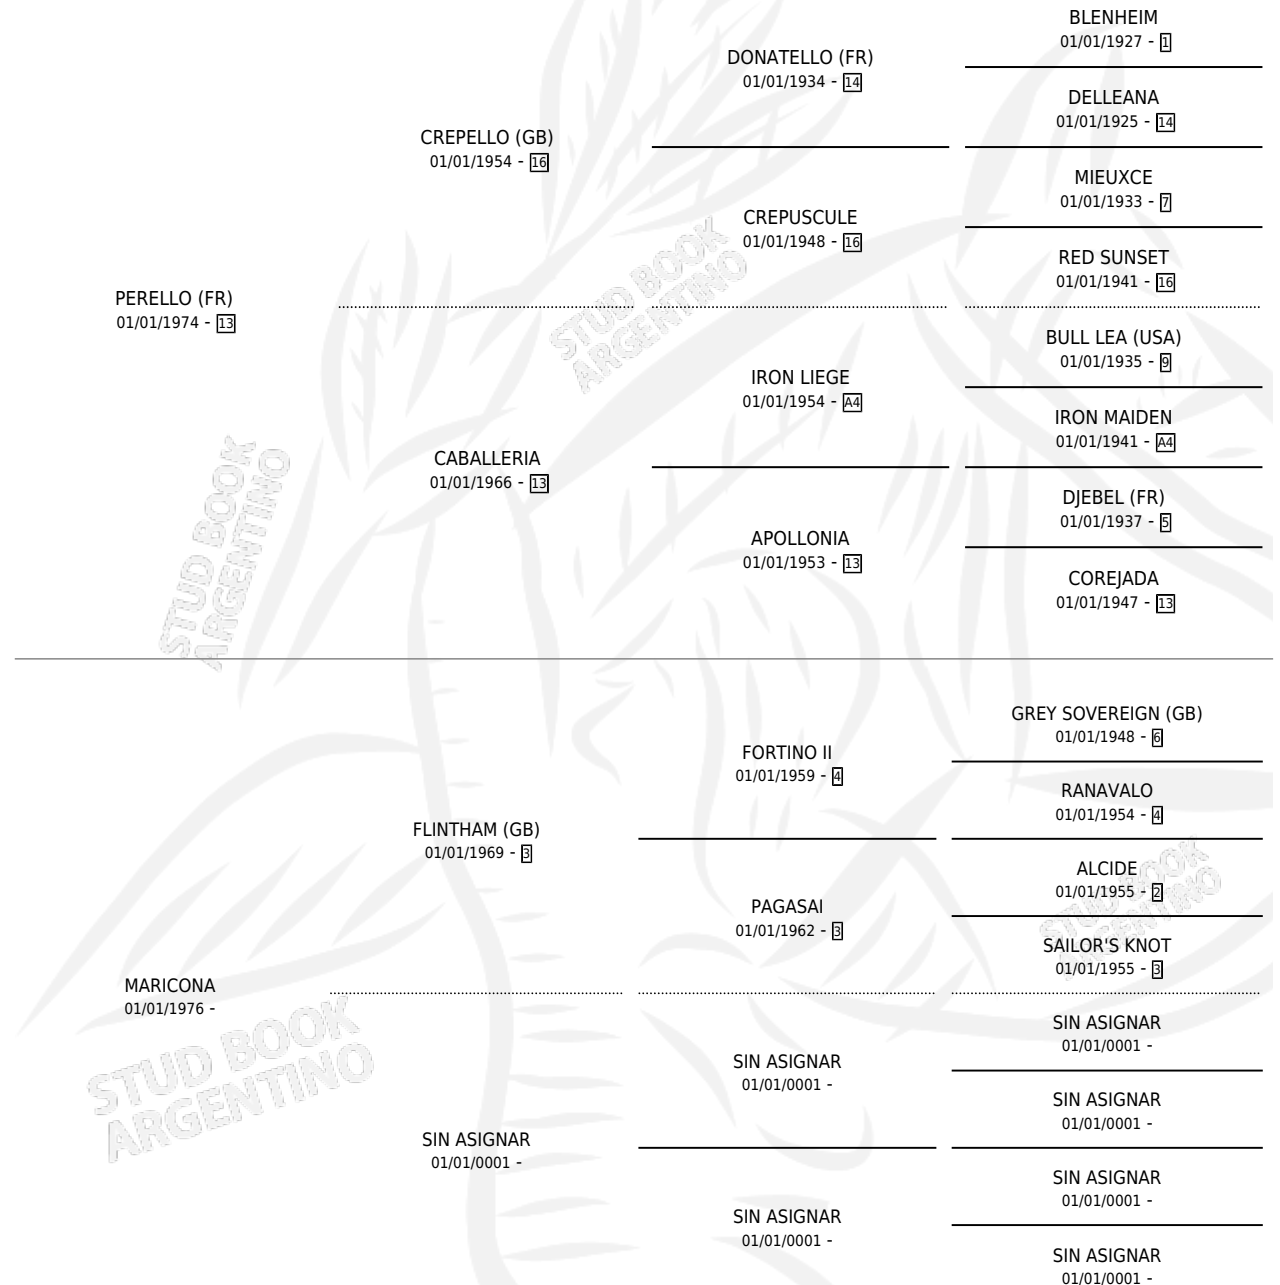 BLENHEIM
01/01/1927 - 1
DONATELLO (FR)
01/01/1934 - 14
DELLEANA
01/01/1925 - 14
CREPELLO (GB)
01/01/1954 - 16
MIEUXCE
01/01/1933 - 7
CREPUSCULE
01/01/1948 - 16
RED SUNSET
01/01/1941 - 16
PERELLO (FR)
01/01/1974 - 13
BULL LEA (USA)
01/01/1935 - 9
IRON LIEGE
01/01/1954 - A4
IRON MAIDEN
01/01/1941 - A4
CABALLERIA
01/01/1966 - 13
DJEBEL (FR)
01/01/1937 - 5
APOLLONIA
01/01/1953 - 13
COREJADA
01/01/1947 - 13
STUD BOOK
ARGENTINO
STUD BOOK
ARGENTINO
GREY SOVEREIGN (GB)
01/01/1948 - 6
FORTINO II
01/01/1959 - 4
RANAVALO
01/01/1954 - 4
FLINTHAM (GB)
01/01/1969 - 3
ALCIDE
01/01/1955 - 2
PAGASAI
01/01/1962 - 3
SAILOR'S KNOT
01/01/1955 - 3
STUD BOOK
ARGENTINO
MARICONA
01/01/1976 -
SIN ASIGNAR
01/01/0001 -
SIN ASIGNAR
01/01/0001 -
SIN ASIGNAR
01/01/0001 -
STUD BOOK
ARGENTINO
SIN ASIGNAR
01/01/0001 -
SIN ASIGNAR
01/01/0001 -
SIN ASIGNAR
01/01/0001 -
SIN ASIGNAR
01/01/0001 -